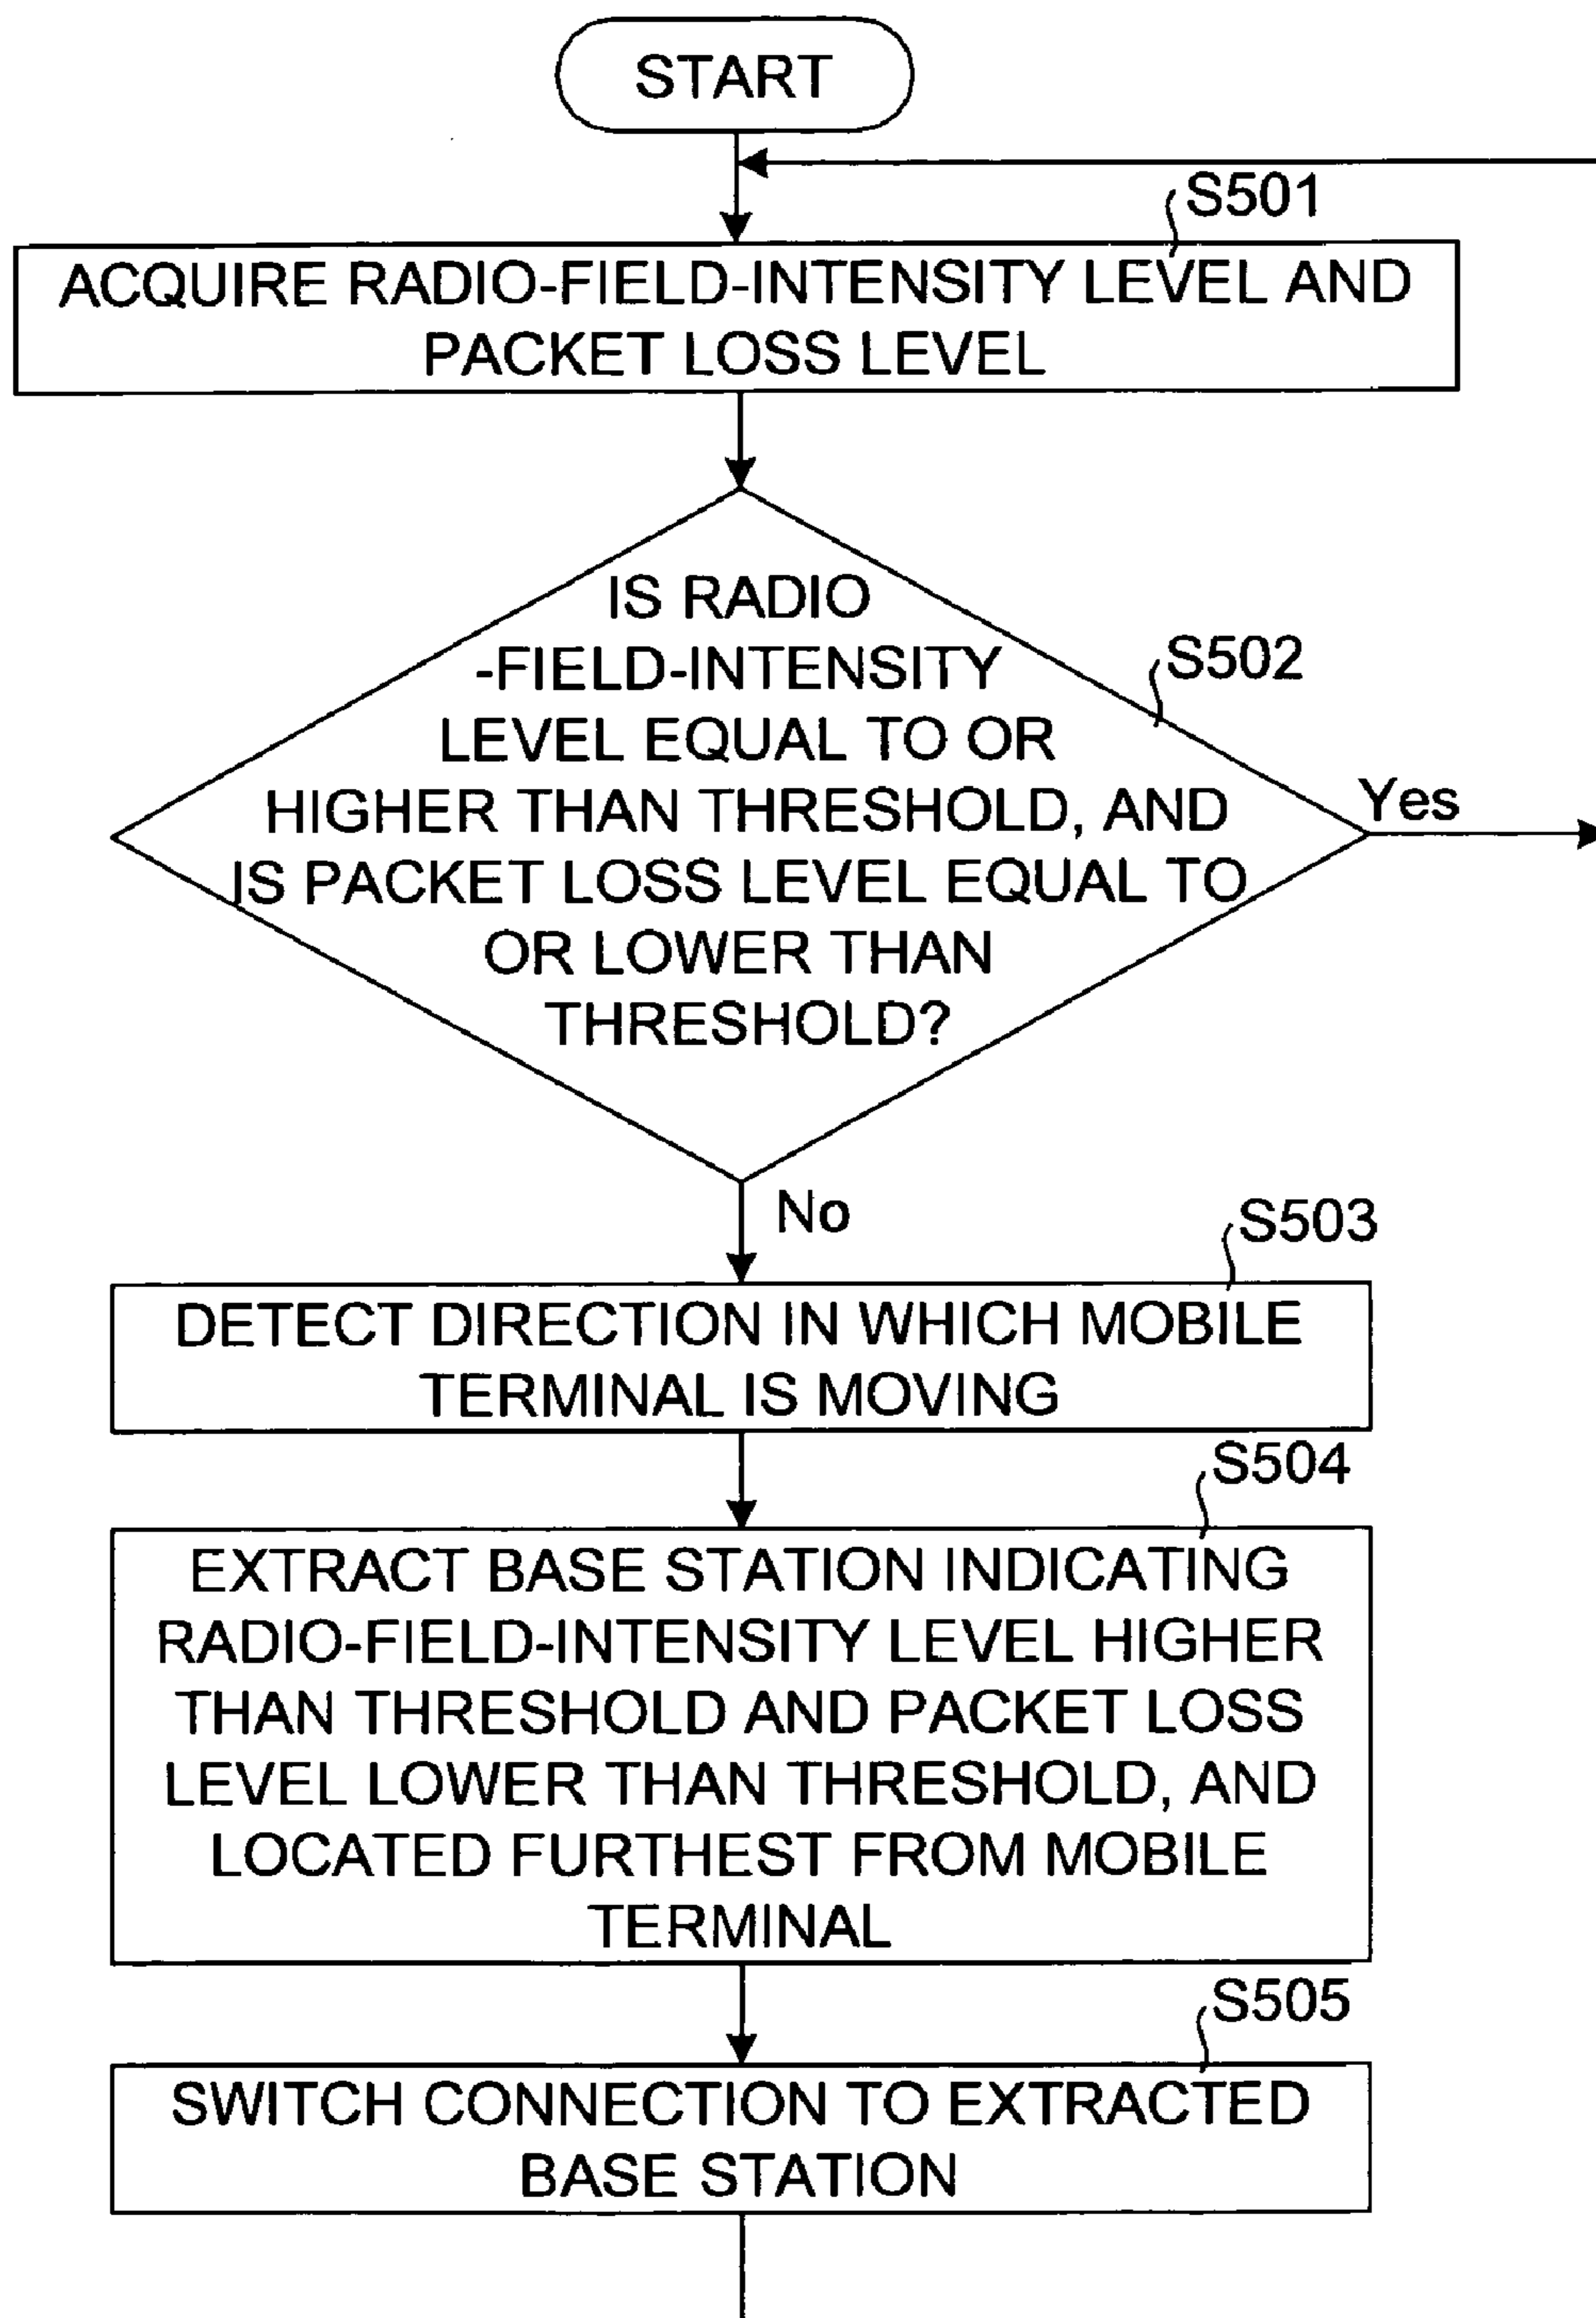 START
S501
ACQUIRE RADIO-FIELD-INTENSITY LEVEL AND
PACKET LOSS LEVEL
IS RADIO
-FIELD-INTENSITY
LEVEL EQUAL TO OR
HIGHER THAN THRESHOLD, AND
IS PACKET LOSS LEVEL EQUAL TO
OR LOWER THAN
THRESHOLD?
S502
Yes
No
S503
DETECT DIRECTION IN WHICH MOBILE
TERMINAL IS MOVING
S504
EXTRACT BASE STATION INDICATING
RADIO-FIELD-INTENSITY LEVEL HIGHER
THAN THRESHOLD AND PACKET LOSS
LEVEL LOWER THAN THRESHOLD, AND
LOCATED FURTHEST FROM MOBILE
TERMINAL
S505
SWITCH CONNECTION TO EXTRACTED
BASE STATION